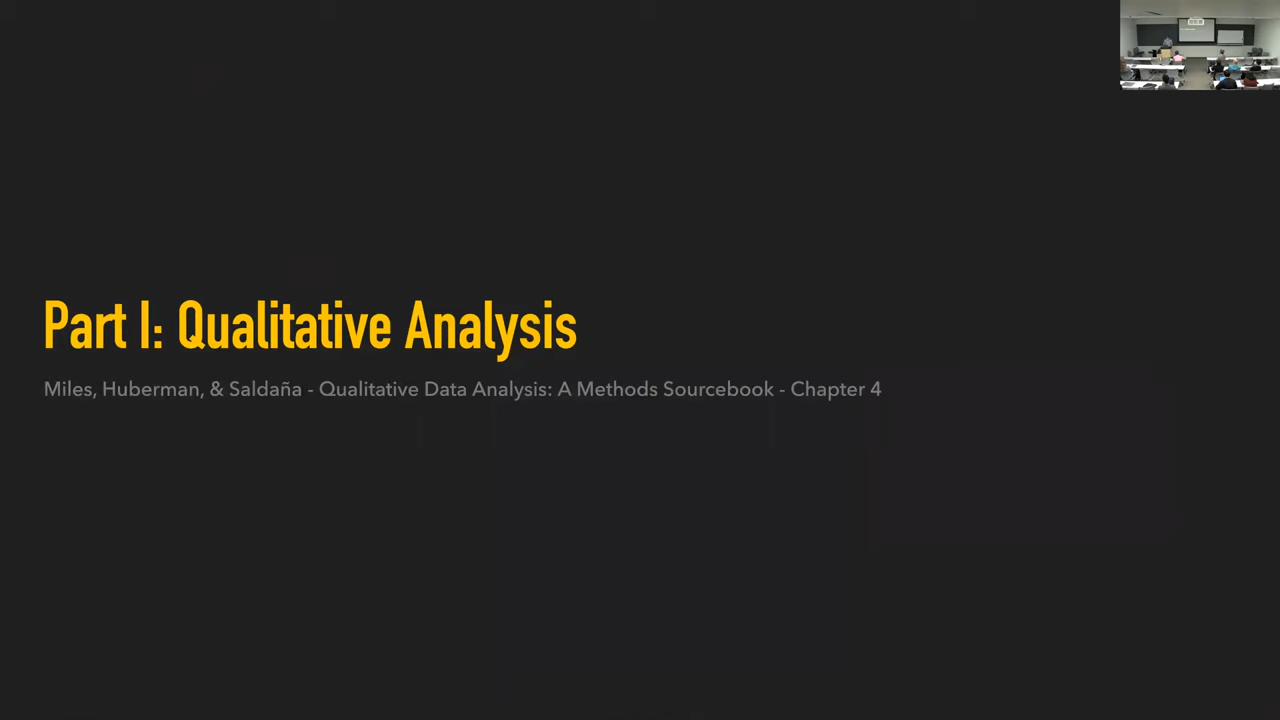 Part I: Qualitative Analysis
Miles, Huberman, & Saldaña - Qualitative Data Analysis: A Methods Sourcebook - Chapter 4